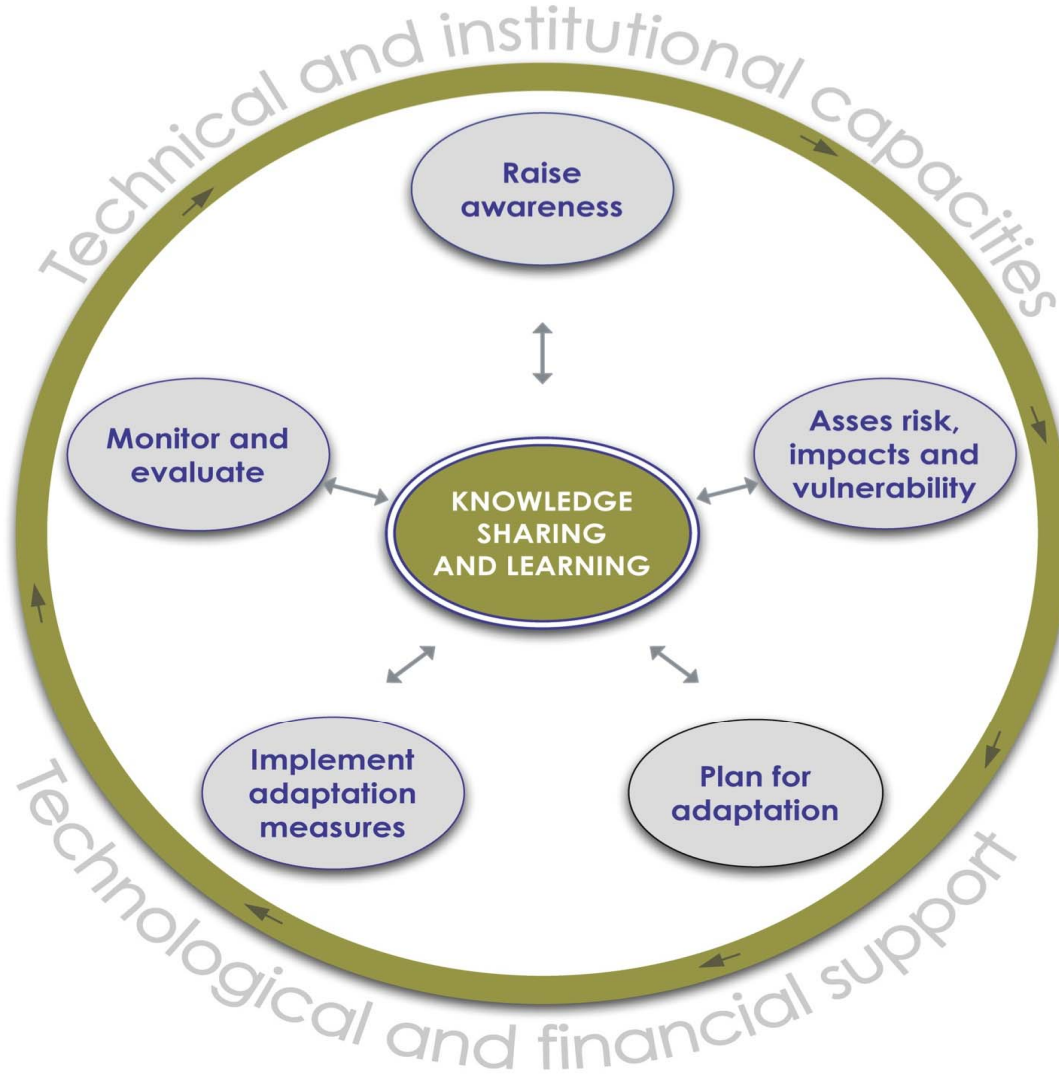 Technical and institutional capacities
Raise
awareness
Monitor and
evaluate
Asses risk,
impacts and
vulnerability
KNOWLEDGE
SHARING
AND LEARNING
Implement
adaptation
measures
Plan for
adaptation
Technological and financial support